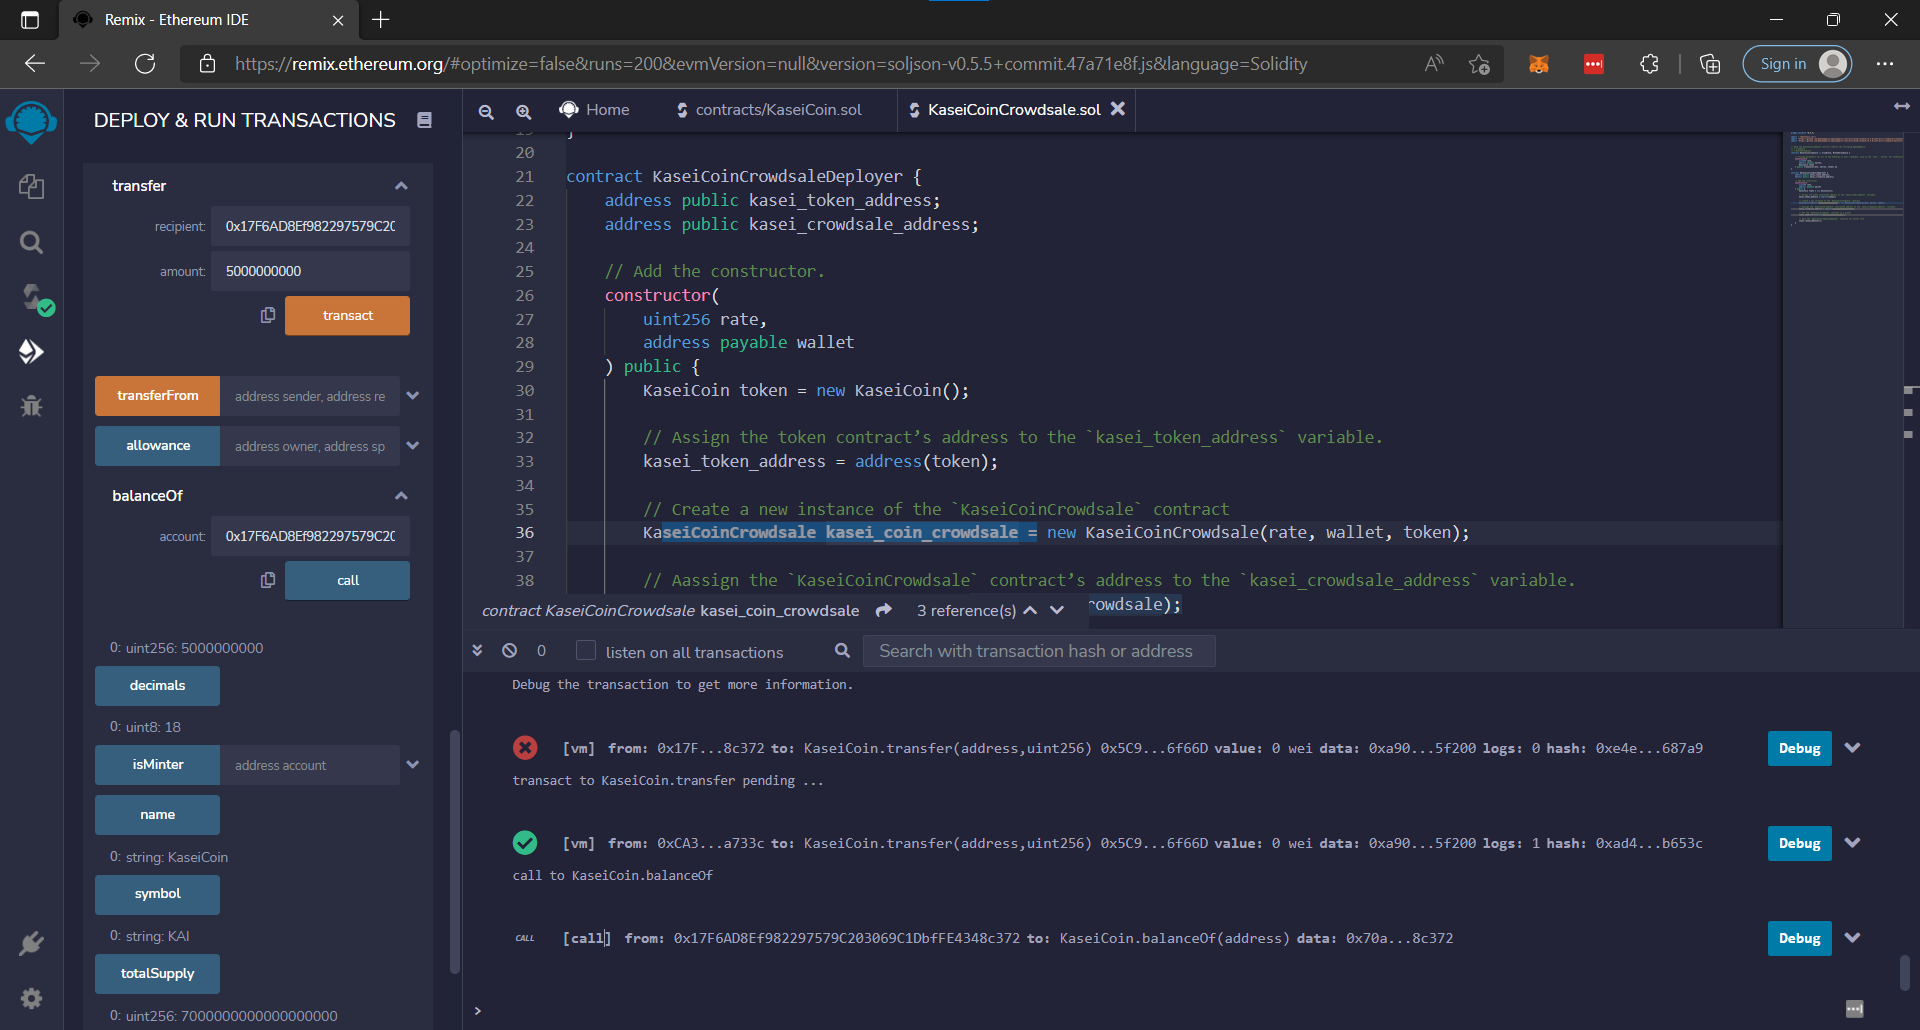 Remix - Ethereum IDE
https://remix.ethereum.org/#optimize=false&runs=200&evmVersion=null&version=soljson-v0.5.5+commit.47a71e8f.js&language=Solidity
Sign in
DEPLOY & RUN TRANSACTIONS
transfer
recipient: 0x17F6AD8Ef982297579C20
amount: 5000000000
transact
transferFrom address sender, address re
allowance address owner, address sp
balanceOf
account: 0x17F6AD8Ef982297579C20
call
0: uint256: 5000000000
decimals
0: uint8: 18
isMinter address account
name
0: string: KaseiCoin
symbol
0: string: KAI
totalSupply
0: uint256: 7000000000000000000
Home
contracts/KaseiCoin.sol
KaseiCoinCrowdsale.sol
20
21 contract KaseiCoinCrowdsaleDeployer {
22 address public kasei_token_address;
23 address public kasei_crowdsale_address;
24
25 // Add the constructor.
26 constructor(
27 uint256 rate,
28 address payable wallet
29 ) public {
30 KaseiCoin token = new KaseiCoin();
31
32 // Assign the token contract’s address to the `kasei_token_address` variable.
33 kasei_token_address = address(token);
34
35 // Create a new instance of the `KaseiCoinCrowdsale` contract
36 KaseiCoinCrowdsale kasei_coin_crowdsale = new KaseiCoinCrowdsale(rate, wallet, token);
37
38 // Aassign the `KaseiCoinCrowdsale` contract’s address to the `kasei_crowdsale_address` variable.
contract KaseiCoinCrowdsale kasei_coin_crowdsale 3 reference(s) rowdsale);
0 listen on all transactions Search with transaction hash or address
Debug the transaction to get more information.
[vm] from: 0x17F...8c372 to: KaseiCoin.transfer(address,uint256) 0x5C9...6f66D value: 0 wei data: 0xa90...5f200 logs: 0 hash: 0xe4e...687a9 Debug
transact to KaseiCoin.transfer pending ...
[vm] from: 0xCA3...a733c to: KaseiCoin.transfer(address,uint256) 0x5C9...6f66D value: 0 wei data: 0xa90...5f200 logs: 1 hash: 0xad4...b653c Debug
call to KaseiCoin.balanceOf
CALL [call] from: 0x17F6AD8Ef982297579C203069C1DbfFE4348c372 to: KaseiCoin.balanceOf(address) data: 0x70a...8c372 Debug
>